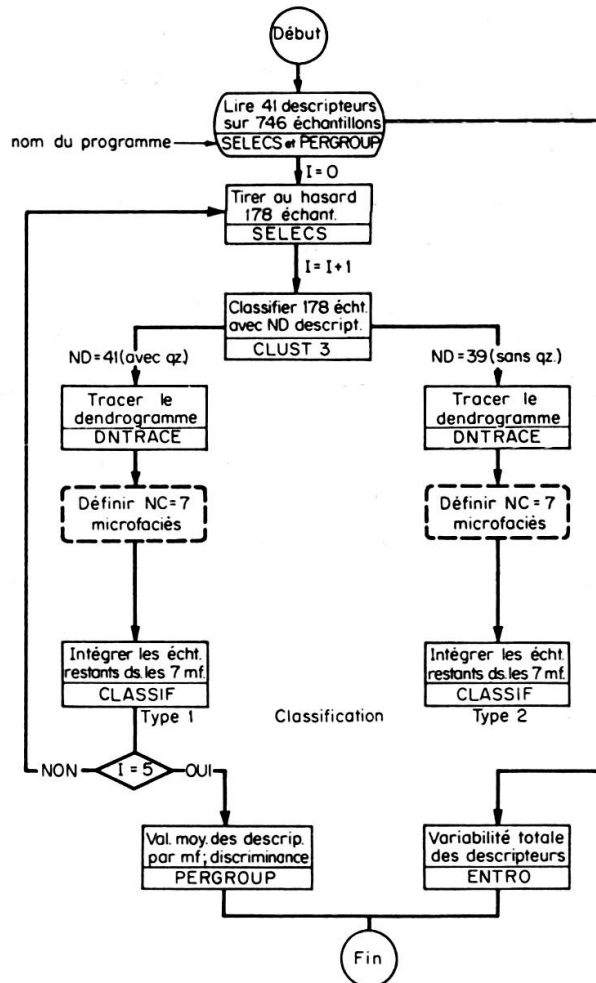 Début
Lire 41 descripteurs
sur 746 échantillons
nom du programme
SELECS et PERGROUP
I=0
Tirer au hasard
178 échant.
SELECS
I=I+1
Classifier 178 écht.
avec ND descript.
CLUST 3
ND=41(avec qz.)
ND=39(sans qz.)
Tracer le
dendrogramme
DNTRACE
Tracer le
dendrogramme
DNTRACE
Définir NC=7
microfaciés
Définir NC=7
microfaciés
Intégrer les écht.
restants ds.les 7 mf.
CLASSIF
Intégrer les écht.
restants ds.les 7 mf.
CLASSIF
Type 1
Classification
Type 2
NON
I=5
OUI
Val. moy. des descrip.
par mf; discriminance
PERGROUP
Variabilité totale
des descripteurs
ENTRO
Fin